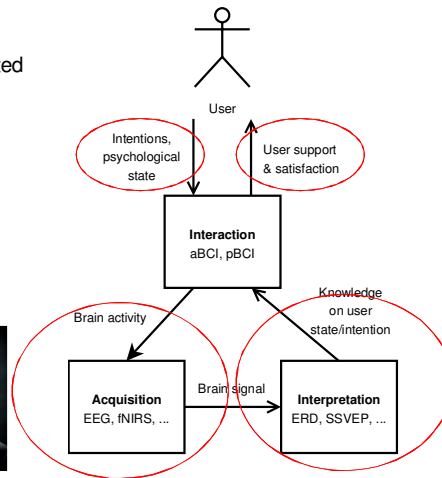 User
Intentions,
psychological
state
User support
& satisfaction
Interaction
aBCI, pBCI
Knowledge
on user
state/intention
Brain activity
Acquisition
EEG, fNIRS, ...
Brain signal
Interpretation
ERD, SSVEP, ...